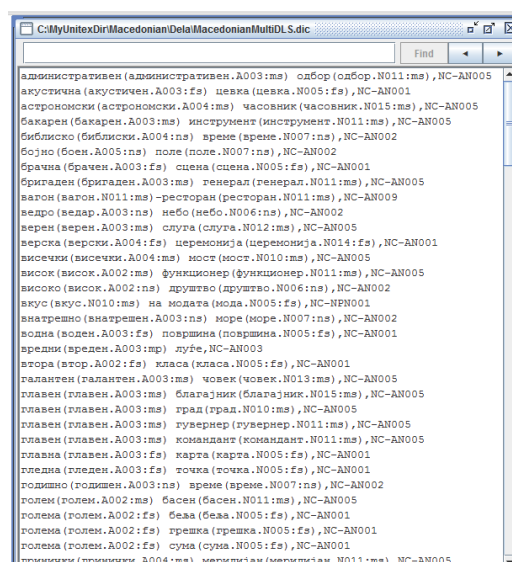 C:\MyUnitexDir\Macedonian\Dela\MacedonianMultiDLS.dic
Find
административен(административен.A003:ms) одбор(одбор.N011:ms),NC-AN005
акустична(акустичен.A003:fs) цевка(цевка.N005:fs),NC-AN001
астрономски(астрономски.A004:ms) часовник(часовник.N015:ms),NC-AN005
бакарен(бакарен.A003:ms) инструмент(инструмент.N011:ms),NC-AN005
библиско(библиски.A004:ns) време(време.N007:ns),NC-AN002
бојно(боен.A005:ns) поле(поле.N007:ns),NC-AN002
брачна(брачен.A003:fs) сцена(сцена.N005:fs),NC-AN001
бригаден(бригаден.A003:ms) генерал(генерал.N011:ms),NC-AN005
вагон(вагон.N011:ms)-ресторан(ресторан.N011:ms),NC-AN009
ведро(ведар.A003:ns) небо(небо.N006:ns),NC-AN002
верен(верен.A003:ms) слуга(слуга.N012:ms),NC-AN005
верска(верски.A004:fs) церемонија(церемонија.N014:fs),NC-AN001
висечки(висечки.A004:ms) мост(мост.N010:ms),NC-AN005
висок(висок.A002:ms) функционер(функционер.N011:ms),NC-AN005
високо(високо.A002:ns) друштво(друштво.N006:ns),NC-AN002
вкус(вкус.N010:ms) на модата(мода.N005:fs),NC-NPN001
внатрешно(внатрешен.A003:ns) море(море.N007:ns),NC-AN002
водна(воден.A003:fs) површина(површина.N005:fs),NC-AN001
вредни(вреден.A003:mp) луѓе,NC-AN003
втора(втор.A002:fs) класа(класа.N005:fs),NC-AN001
галантен(галантен.A003:ms) човек(човек.N013:ms),NC-AN005
главен(главен.A003:ms) благајник(благајник.N015:ms),NC-AN005
главен(главен.A003:ms) град(град.N010:ms),NC-AN005
главен(главен.A003:ms) гувернер(гувернер.N011:ms),NC-AN005
главен(главен.A003:ms) командант(командант.N011:ms),NC-AN005
главна(главен.A003:fs) карта(карта.N005:fs),NC-AN001
гледна(гледен.A003:fs) точка(точка.N005:fs),NC-AN001
годишно(годишен.A003:ns) време(време.N007:ns),NC-AN002
голем(голем.A002:ms) басен(басен.N011:ms),NC-AN005
голема(голем.A002:fs) беља(беља.N005:fs),NC-AN001
голема(голем.A002:fs) грешка(грешка.N005:fs),NC-AN001
голема(голем.A002:fs) сума(сума.N005:fs),NC-AN001
меридијан(меридијан.N011:ms),NC-AN005